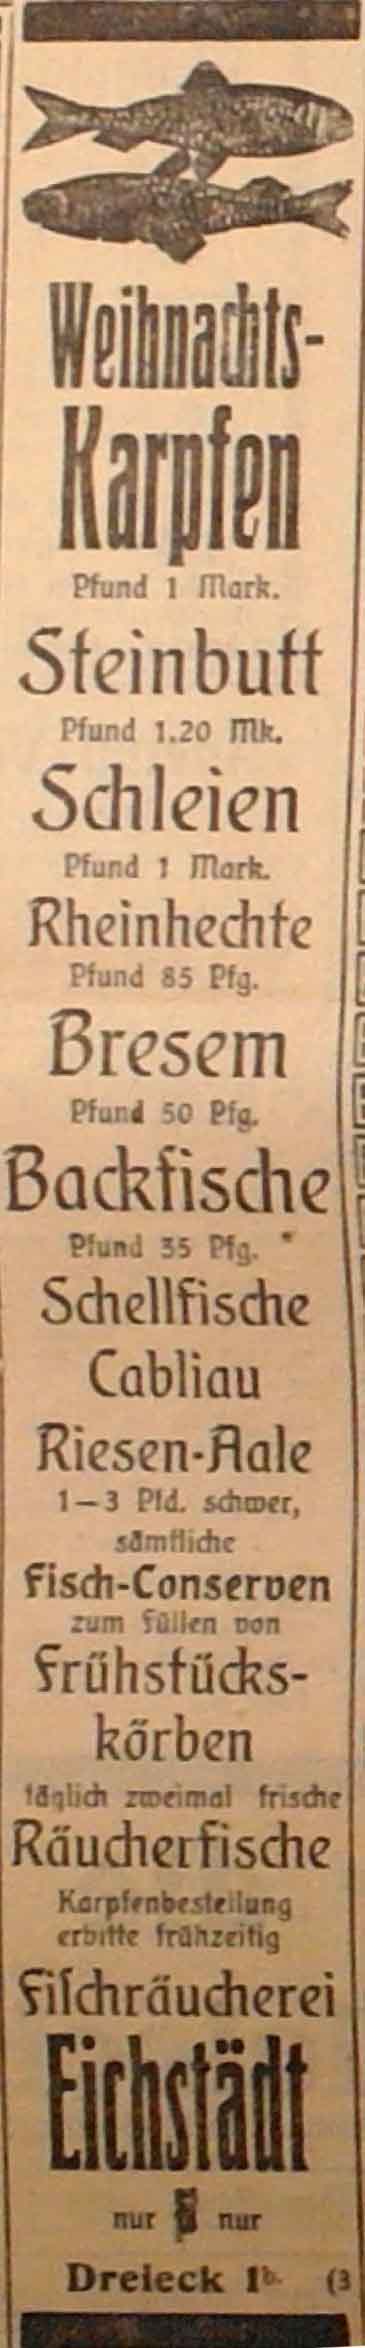 Weihnachts-
Karpfen
Pfund 1 Mark.
Steinbutt
Pfund 1.20 Mk.
Schleien
Pfund 1 Mark.
Rheinhechte
Pfund 85 Pfg.
Bresem
Pfund 50 Pfg.
Backfische
Pfund 35 Pfg.
Schellfische
Cabliau
Riesen-Aale
1—3 Pfd. schwer,
sämtliche
Fisch-Conserven
zum Füllen von
Frühstücks-
körben
täglich zweimal frische
Räucherfische
Karpfenbestellung
erbitte frühzeitig
Fischräucherei
Eichstädt
nur nur
Dreieck 1b. (3